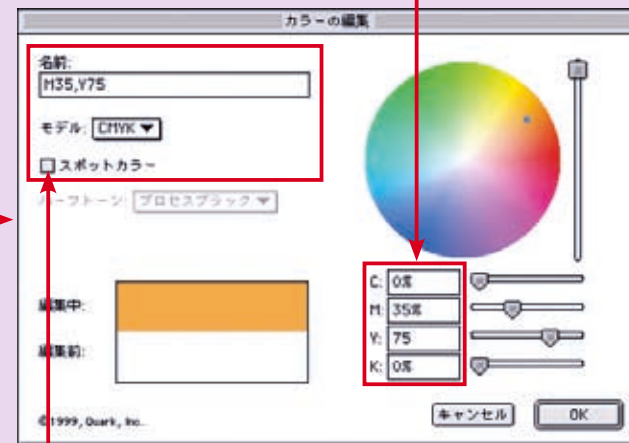 カラーの編集
名前:
M35,Y75
モデル: CMYK
スポットカラー
ハーフトーン: プロセスブラック
C: 0%
M: 35%
Y: 75
K: 0%
編集中:
編集前:
©1999, Quark, Inc.
キャンセル
OK